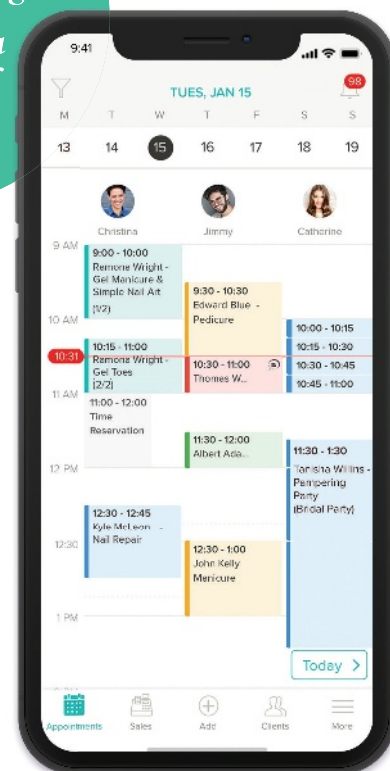 g
a
9:41
98
TUES, JAN 15
M T W T F S S
13 14 15 16 17 18 19
Christina Jimmy Catherine
9 AM
9:00 - 10:00
Ramona Wright -
Gel Manicure &
Simple Nail Art
(1/2)
9:30 - 10:30
Edward Blue -
Pedicure
10 AM
10:00 - 10:15
10:15 - 11:00
Ramona Wright -
Gel Toes
(2/2)
10:15 - 10:30
10:31
10:30 - 11:00
Thomas W...
10:30 - 10:45
10:45 - 11:00
11 AM
11:00 - 12:00
Time
Reservation
11:30 - 12:00
Albert Ada...
11:30 - 1:30
Tanisha Willins -
Pampering
Party
(Bridal Party)
12 PM
12:30 - 12:45
Kyle McLean -
Nail Repair
12:30
12:30 - 1:00
John Kelly
Menicure
1 PM
Today >
Appointments Sales Add Clients More